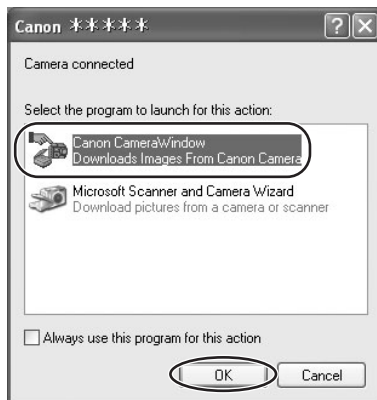 Canon *****
Camera connected
Select the program to launch for this action:
Canon CameraWindow
Downloads Images From Canon Camera
Microsoft Scanner and Camera Wizard
Download pictures from a camera or scanner
Always use this program for this action
OK
Cancel